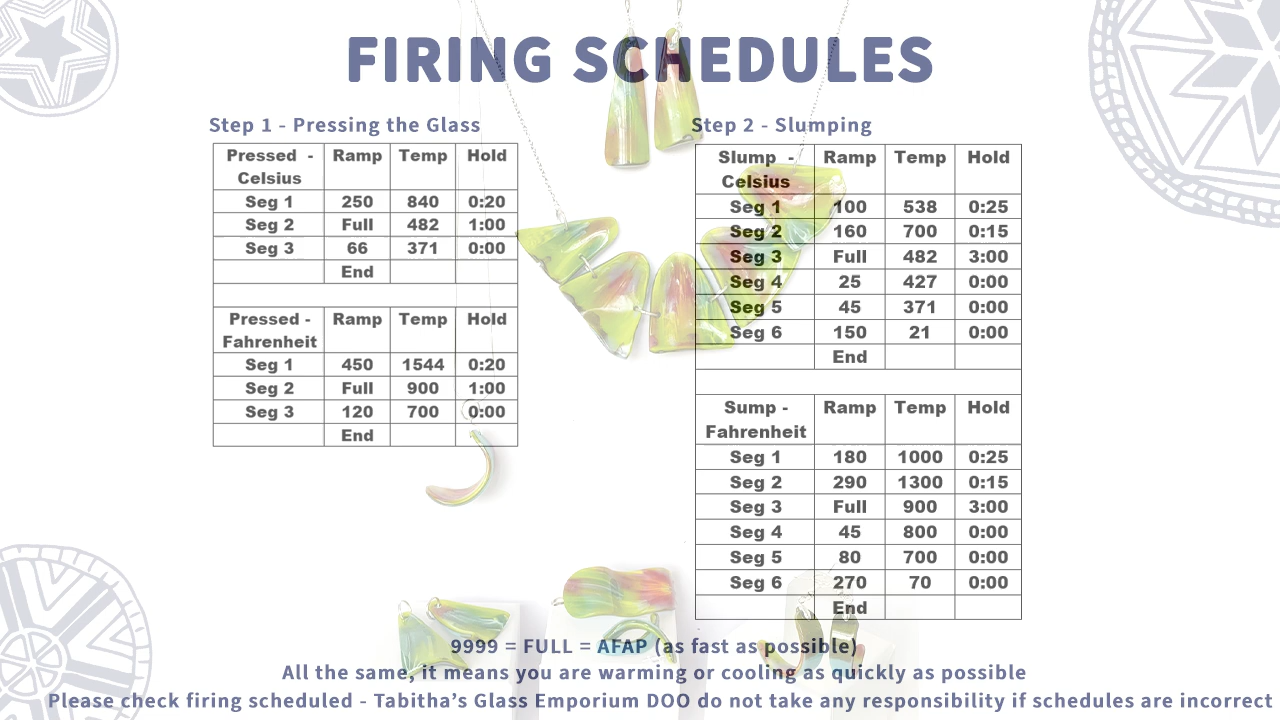 FIRING SCHEDULES
Step 1 - Pressing the Glass
Pressed - Celsius Ramp Temp Hold
Seg 1 250 840 0:20
Seg 2 Full 482 1:00
Seg 3 66 371 0:00
End
Pressed - Fahrenheit Ramp Temp Hold
Seg 1 450 1544 0:20
Seg 2 Full 900 1:00
Seg 3 120 700 0:00
End
Step 2 - Slumping
Slump - Celsius Ramp Temp Hold
Seg 1 100 538 0:25
Seg 2 160 700 0:15
Seg 3 Full 482 3:00
Seg 4 25 427 0:00
Seg 5 45 371 0:00
Seg 6 150 21 0:00
End
Sump - Fahrenheit Ramp Temp Hold
Seg 1 180 1000 0:25
Seg 2 290 1300 0:15
Seg 3 Full 900 3:00
Seg 4 45 800 0:00
Seg 5 80 700 0:00
Seg 6 270 70 0:00
End
9999 = FULL = AFAP (as fast as possible)
All the same, it means you are warming or cooling as quickly as possible
Please check firing scheduled - Tabitha's Glass Emporium DOO do not take any responsibility if schedules are incorrect